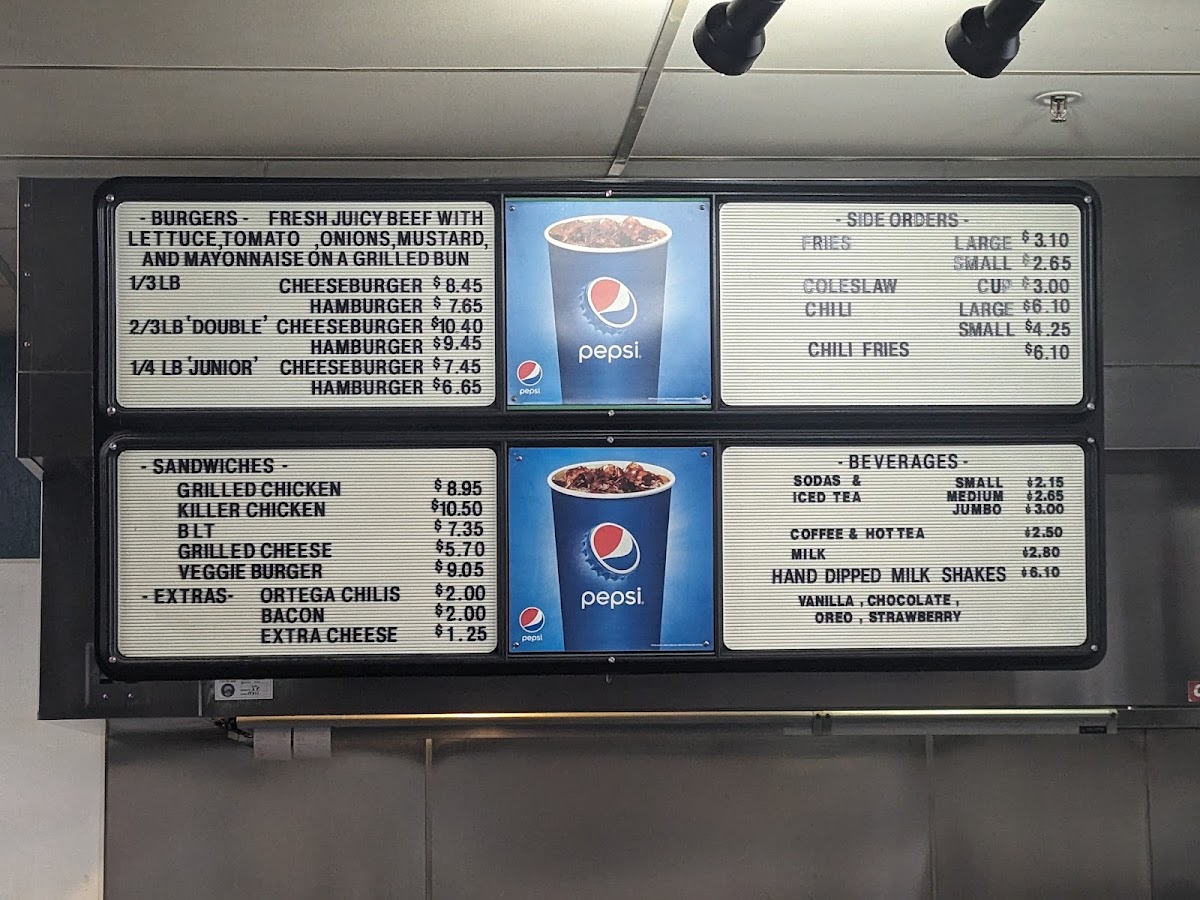 - BURGERS - FRESH JUICY BEEF WITH
LETTUCE,TOMATO ,ONIONS,MUSTARD,
AND MAYONNAISE ON A GRILLED BUN
1/3 LB CHEESEBURGER $8.45
HAMBURGER $7.65
2/3LB 'DOUBLE' CHEESEBURGER $10.40
HAMBURGER $9.45
1/4 LB 'JUNIOR' CHEESEBURGER $7.45
HAMBURGER $6.65
pepsi
pepsi
- SIDE ORDERS -
FRIES LARGE $3.10
SMALL $2.65
COLESLAW CUP $3.00
CHILI LARGE $6.10
SMALL $4.25
CHILI FRIES $6.10
- SANDWICHES -
GRILLED CHICKEN $8.95
KILLER CHICKEN $10.50
BLT $7.35
GRILLED CHEESE $5.70
VEGGIE BURGER $9.05
- EXTRAS- ORTEGA CHILIS $2.00
BACON $2.00
EXTRA CHEESE $1.25
pepsi
pepsi
- BEVERAGES -
SODAS & SMALL $2.15
ICED TEA MEDIUM $2.65
JUMBO $3.00
COFFEE & HOT TEA $2.50
MILK $2.80
HAND DIPPED MILK SHAKES $6.10
VANILLA , CHOCOLATE ,
OREO , STRAWBERRY